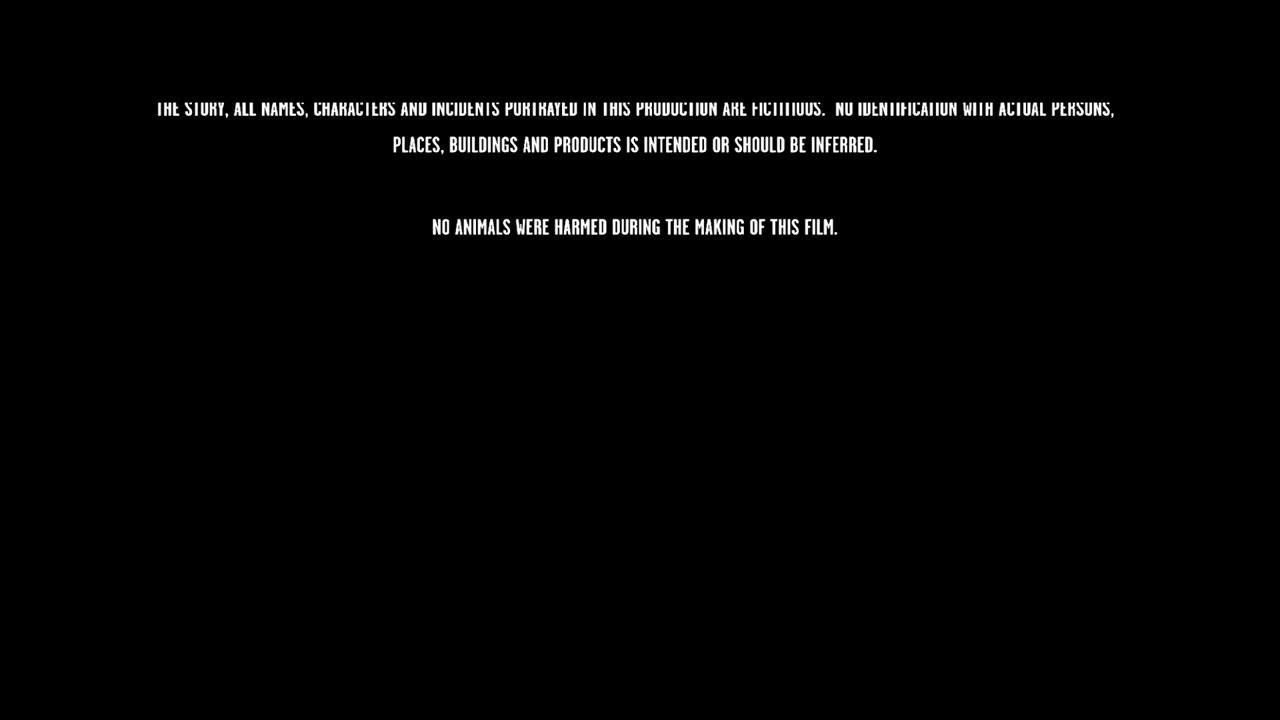 THE STORY, ALL NAMES, CHARACTERS AND INCIDENTS PORTRAYED IN THIS PRODUCTION ARE FICTITIOUS. NO IDENTIFICATION WITH ACTUAL PERSONS,
PLACES, BUILDINGS AND PRODUCTS IS INTENDED OR SHOULD BE INFERRED.
NO ANIMALS WERE HARMED DURING THE MAKING OF THIS FILM.